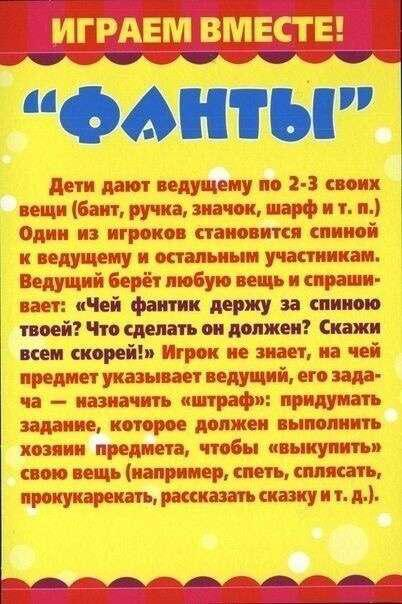 ИГРАЕМ ВМЕСТЕ!
“ФАНТЫ”
Дети дают ведущему по 2-3 своих
вещи (бант, ручка, значок, шарф и т. п.)
Один из игроков становится спиной
к ведущему и остальным участникам.
Ведущий берёт любую вещь и спраши-
вает: «Чей фантик держу за спиною
твоей? Что сделать он должен? Скажи
всем скорей!» Игрок не знает, на чей
предмет указывает ведущий, его зада-
ча — назначить «штраф»: придумать
задание, которое должен выполнить
хозяин предмета, чтобы «выкупить»
свою вещь (например, спеть, сплясать,
прокукарекать, рассказать сказку и т. д.).